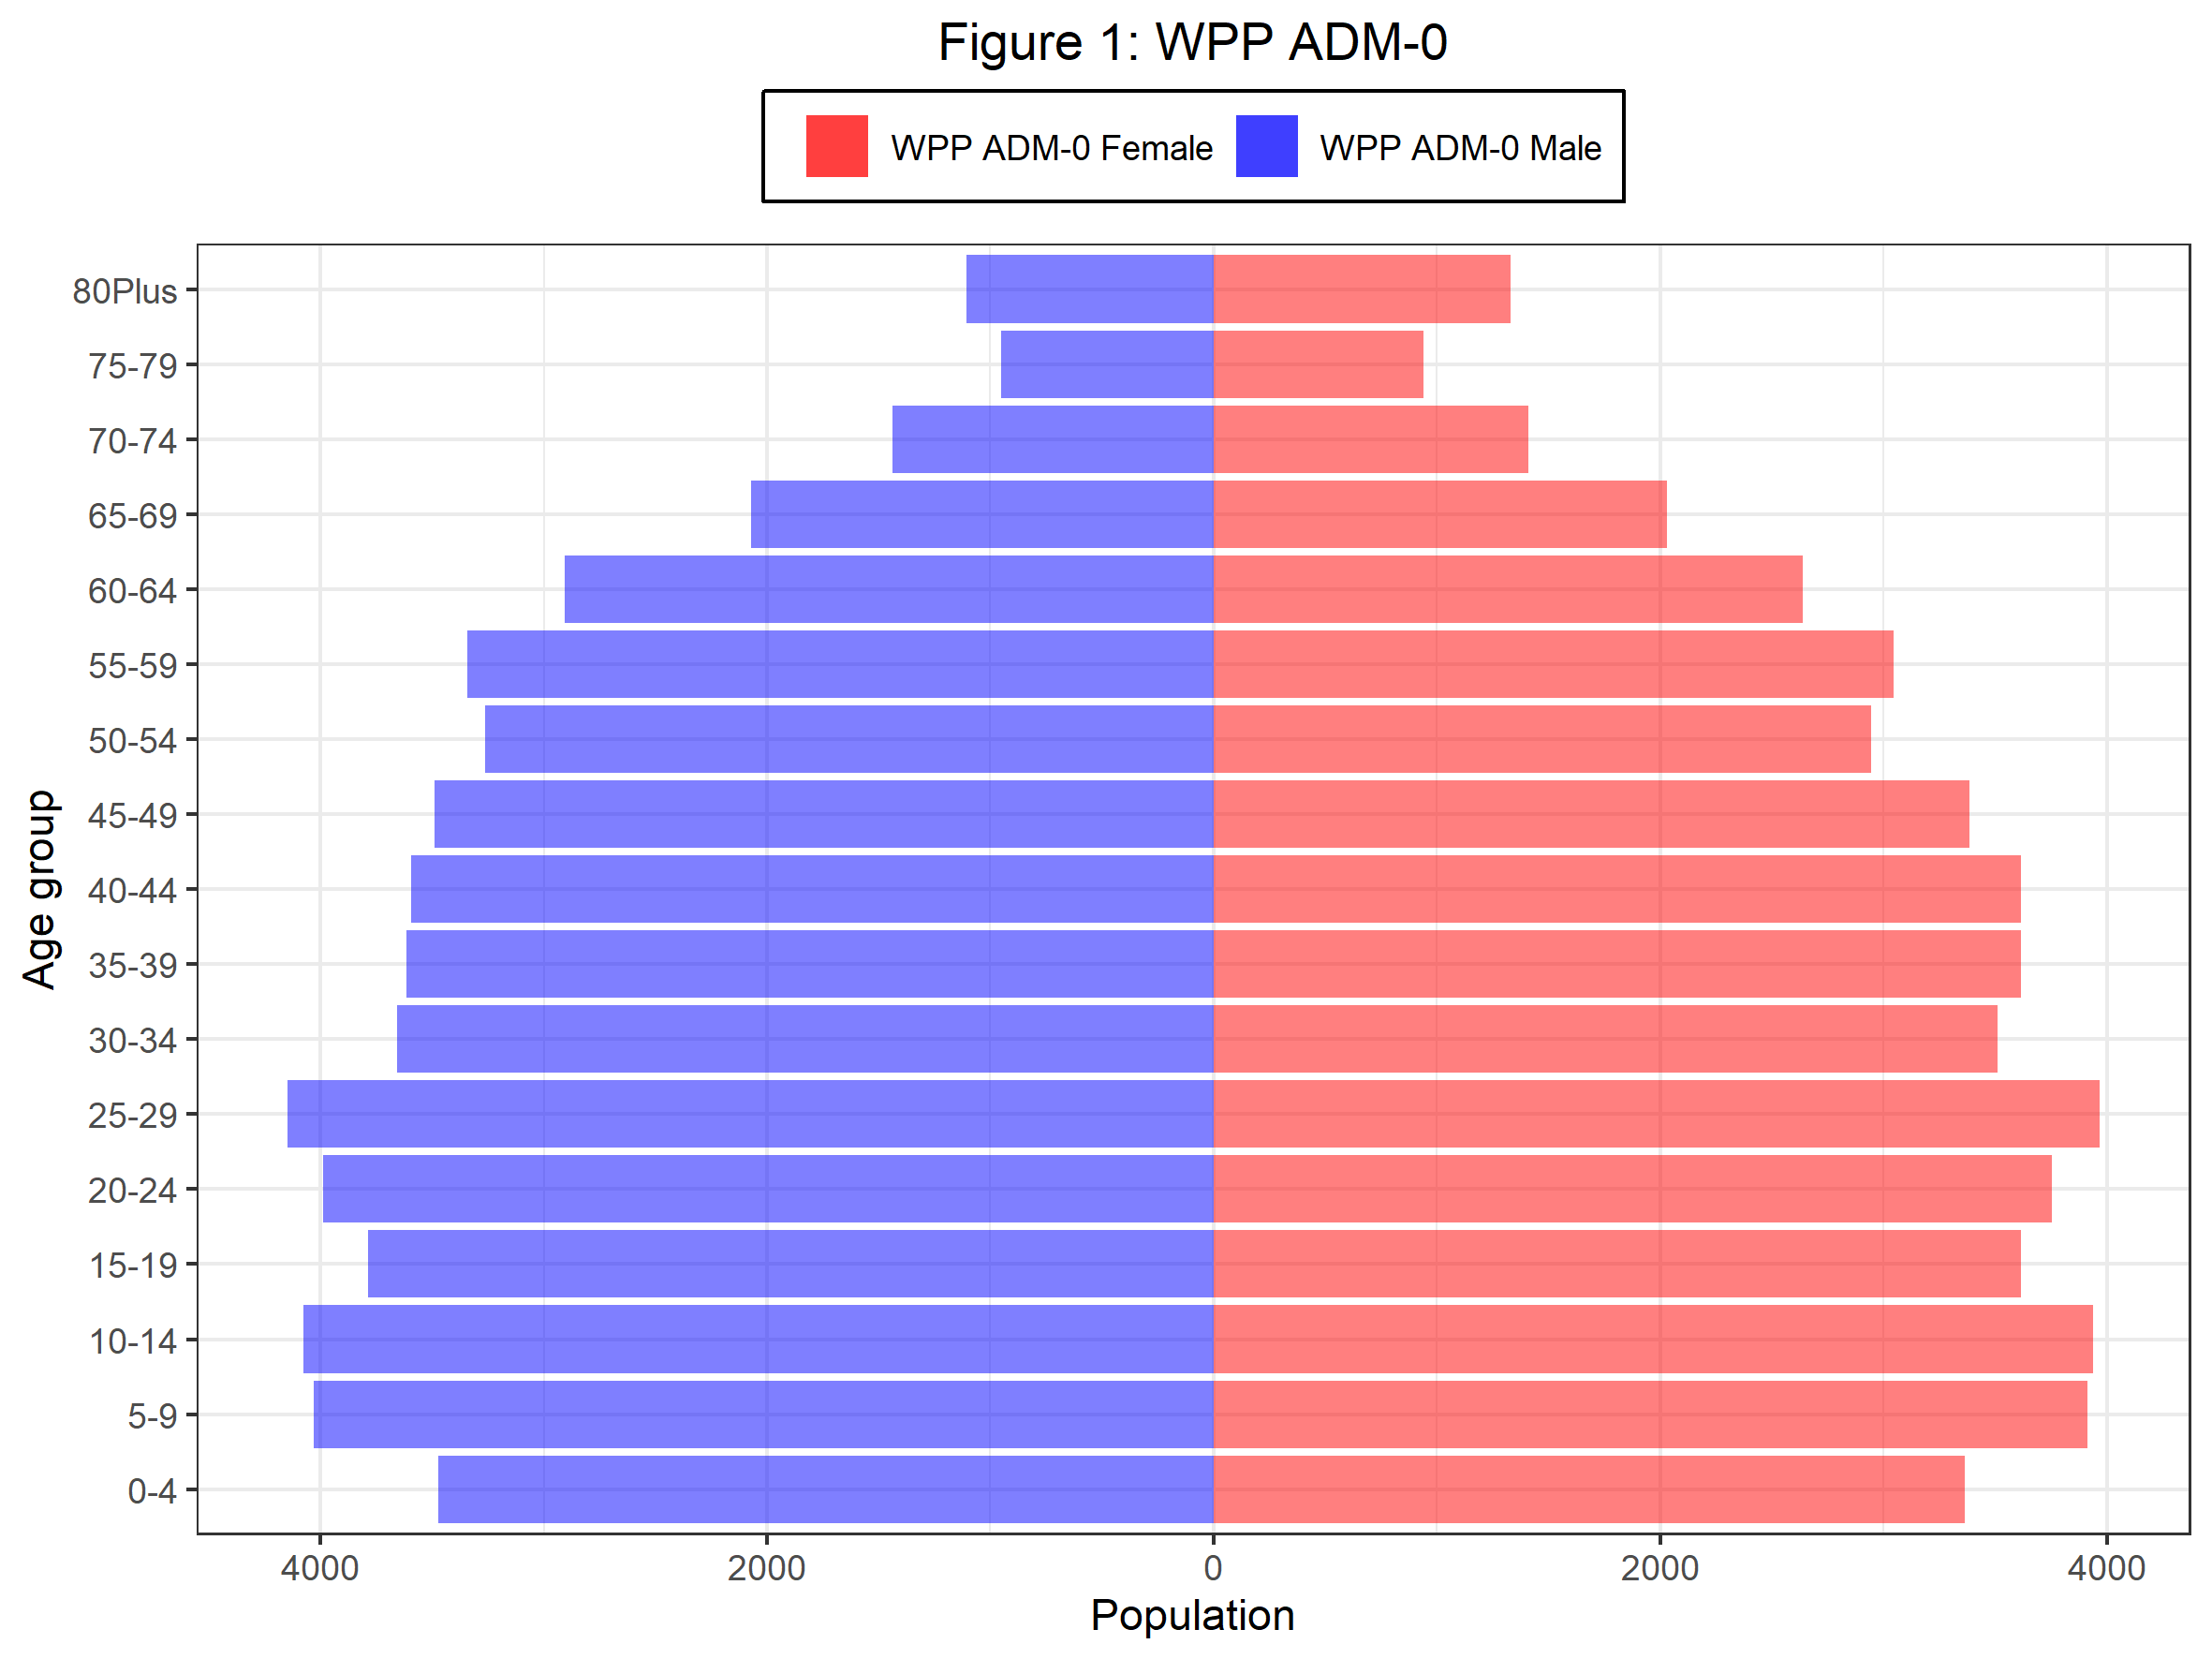 Figure 1: WPP ADM-0
WPP ADM-0 Female WPP ADM-0 Male
80Plus
75-79
70-74
65-69
60-64
55-59
50-54
45-49
40-44
35-39
30-34
25-29
20-24
15-19
10-14
5-9
0-4
Age group
4000 2000 0 2000 4000
Population